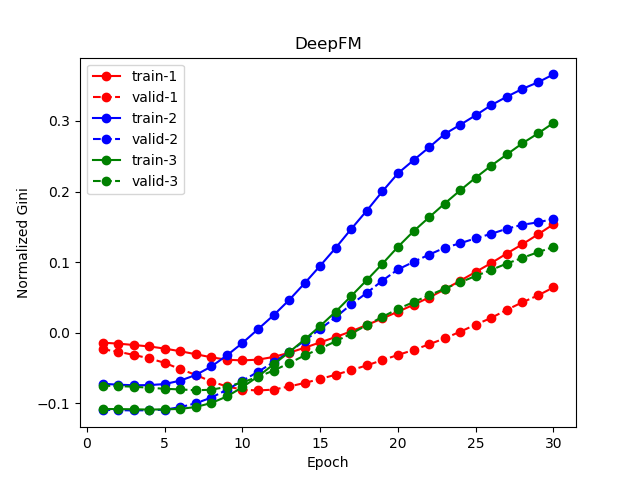 DeepFM
train-1
valid-1
train-2
valid-2
train-3
valid-3
Normalized Gini
0.3
0.2
0.1
0.0
−0.1
0
5
10
15
20
25
30
Epoch